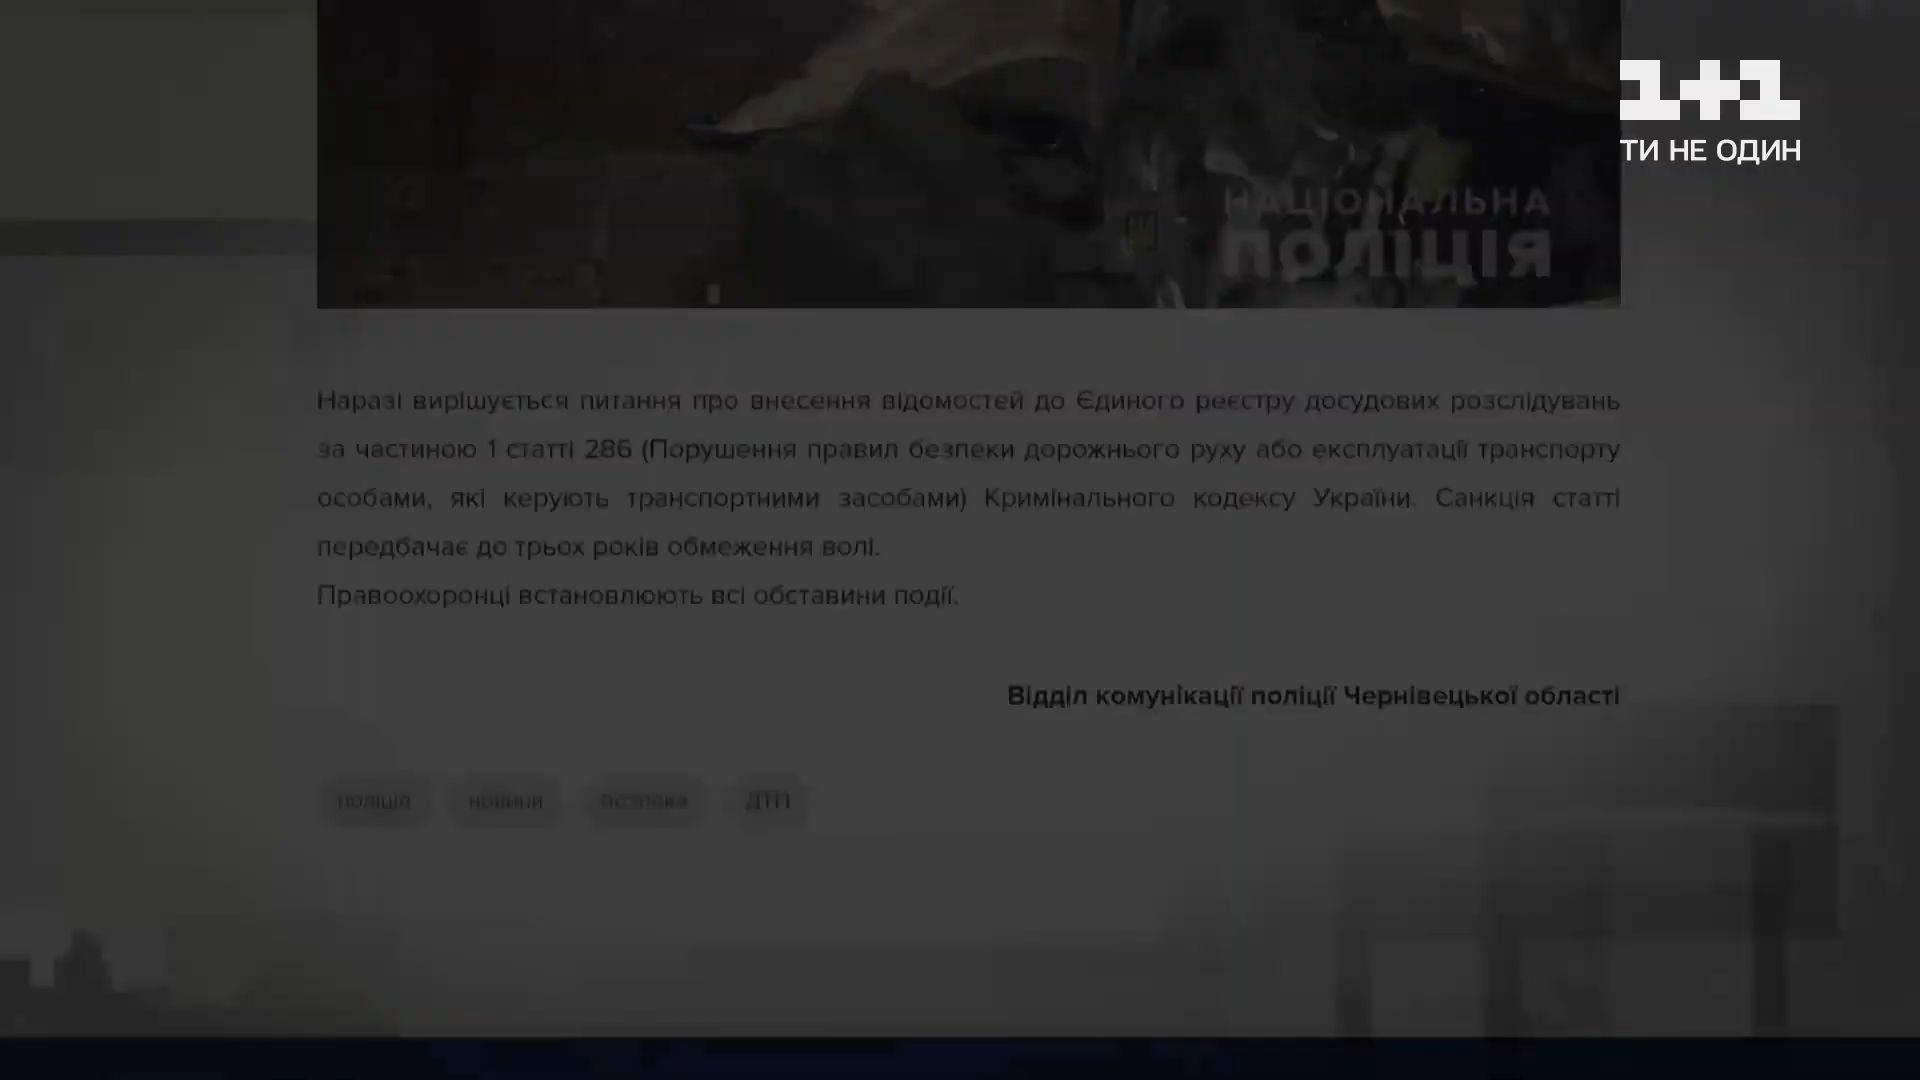 1+1
ТИ НЕ ОДИН
НАЦІОНАЛЬНА
ПОЛІЦІЯ
Наразі вирішується питання про внесення відомостей до Єдиного реєстру досудових розслідувань
за частиною 1 статті 286 (Порушення правил безпеки дорожнього руху або експлуатації транспорту
особами, які керують транспортними засобами) Кримінального кодексу України. Санкція статті
передбачає до трьох років обмеження волі.
Правоохоронці встановлюють всі обставини події.
Відділ комунікації поліції Чернівецької області
поліція новини безпека ДТП